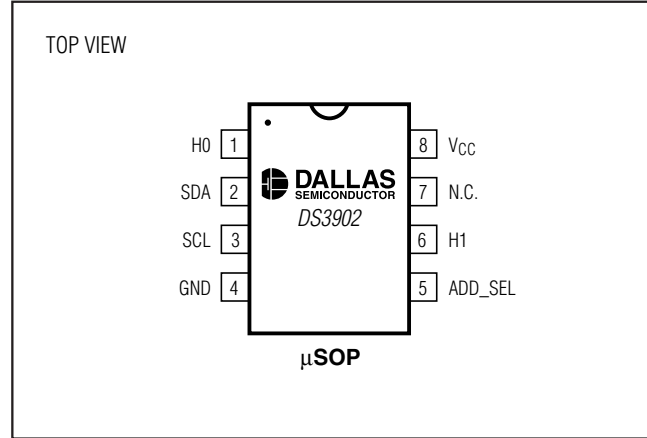 TOP VIEW
H0 1
8 VCC
SDA 2
7 N.C.
SCL 3
6 H1
GND 4
5 ADD_SEL
DALLAS
SEMICONDUCTOR
DS3902
μSOP